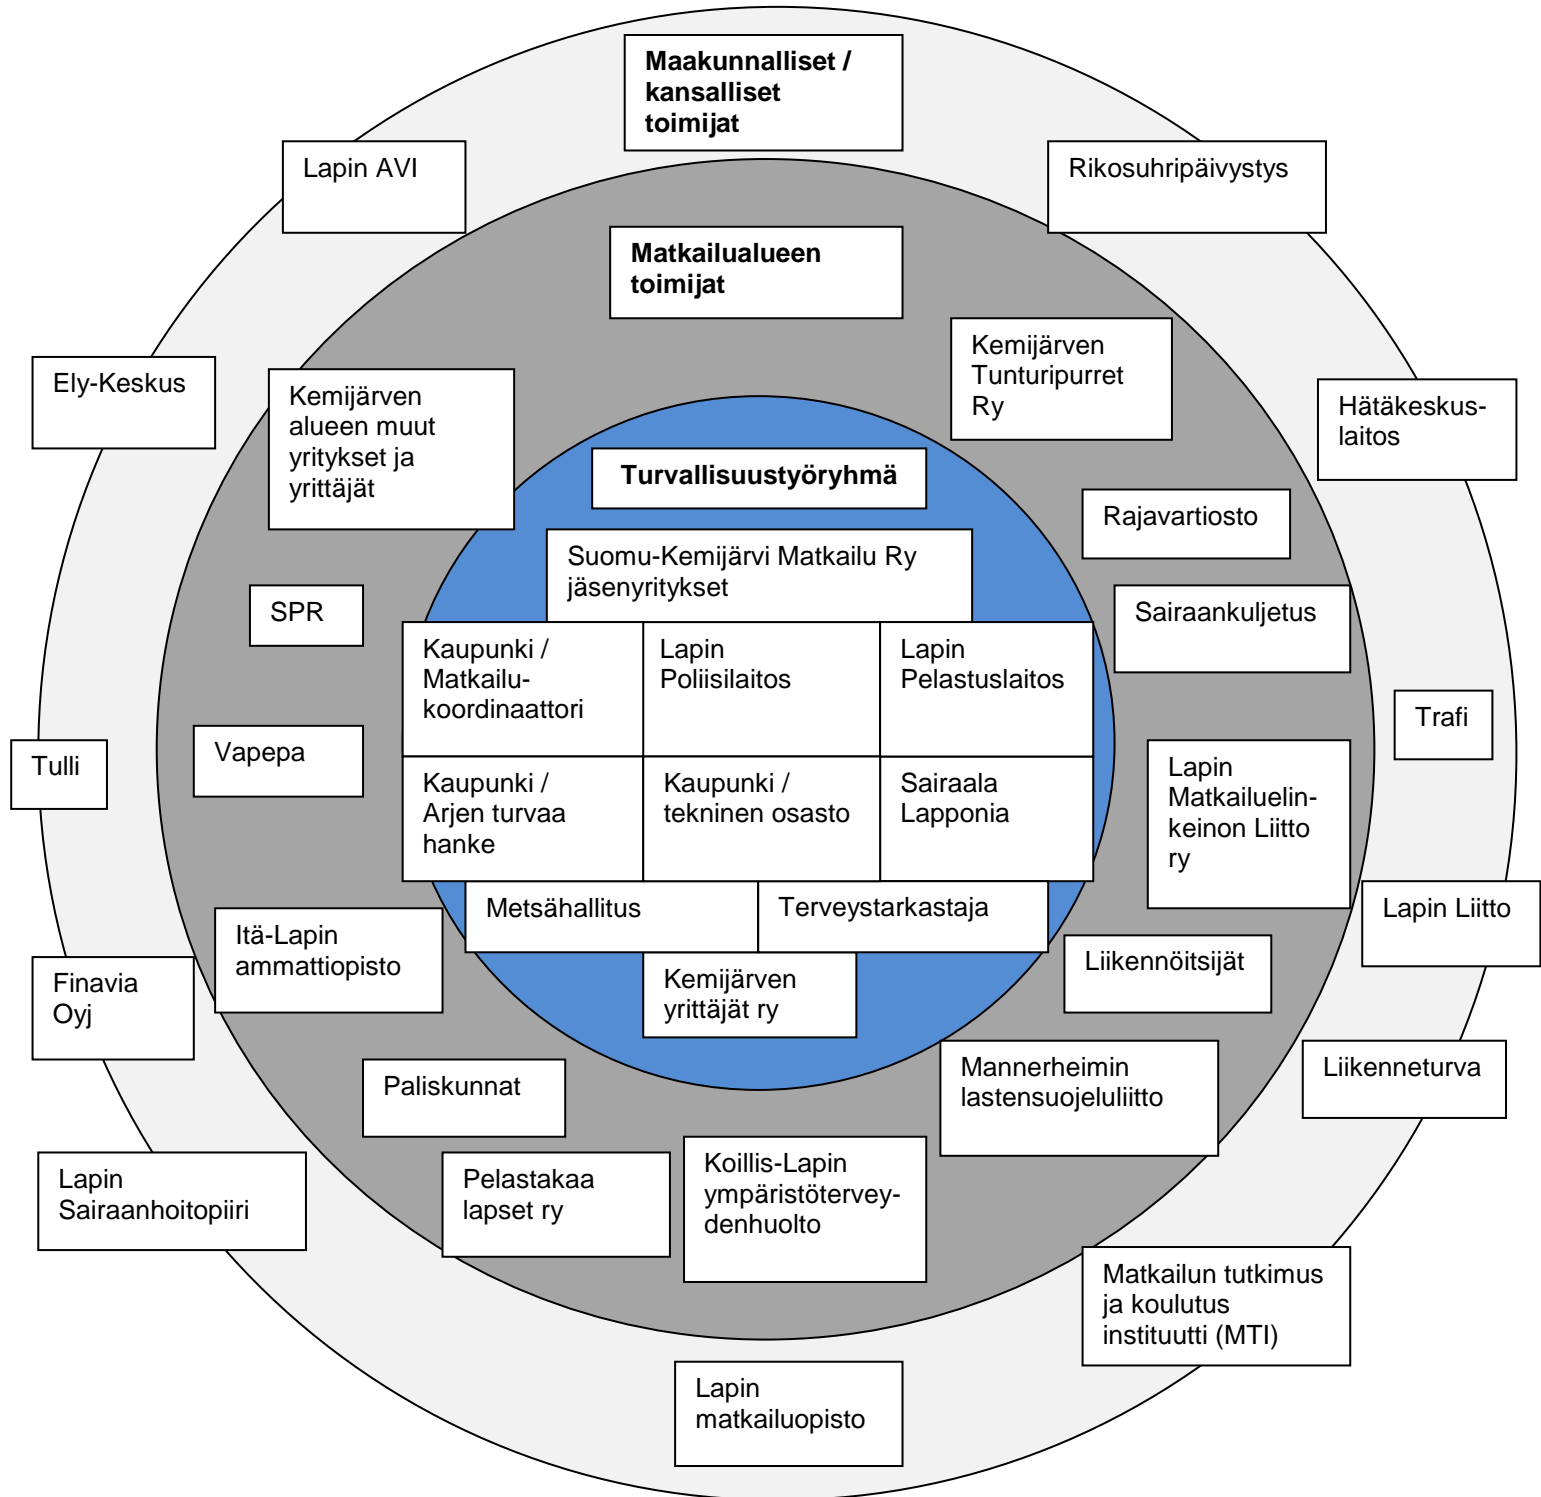 Maakunnalliset /
kansalliset
toimijat
Lapin AVI
Rikosuhripäivystys
Matkailualueen
toimijat
Kemijärven
Tunturipurret
Ry
Ely-Keskus
Kemijärven
alueen muut
yritykset ja
yrittäjät
Hätäkeskus-
laitos
Turvallisuustyöryhmä
Rajavartiosto
Suomu-Kemijärvi Matkailu Ry
jäsenyritykset
SPR
Sairaankuljetus
Kaupunki /
Matkailu-
koordinaattori
Lapin
Poliisilaitos
Lapin
Pelastuslaitos
Trafi
Tulli
Vapepa
Kaupunki /
Arjen turvaa
hanke
Kaupunki /
tekninen osasto
Sairaala
Lapponia
Lapin
Matkailuelin-
keinon Liitto
ry
Metsähallitus
Terveystarkastaja
Lapin Liitto
Itä-Lapin
ammattiopisto
Liikennöitsijät
Finavia
Oyj
Kemijärven
yrittäjät ry
Paliskunnat
Mannerheimin
lastensuojeluliitto
Liikenneturva
Lapin
Sairaanhoitopiiri
Pelastakaa
lapset ry
Koillis-Lapin
ympäristötervey-
denhuolto
Matkailun tutkimus
ja koulutus
instituutti (MTI)
Lapin
matkailuopisto